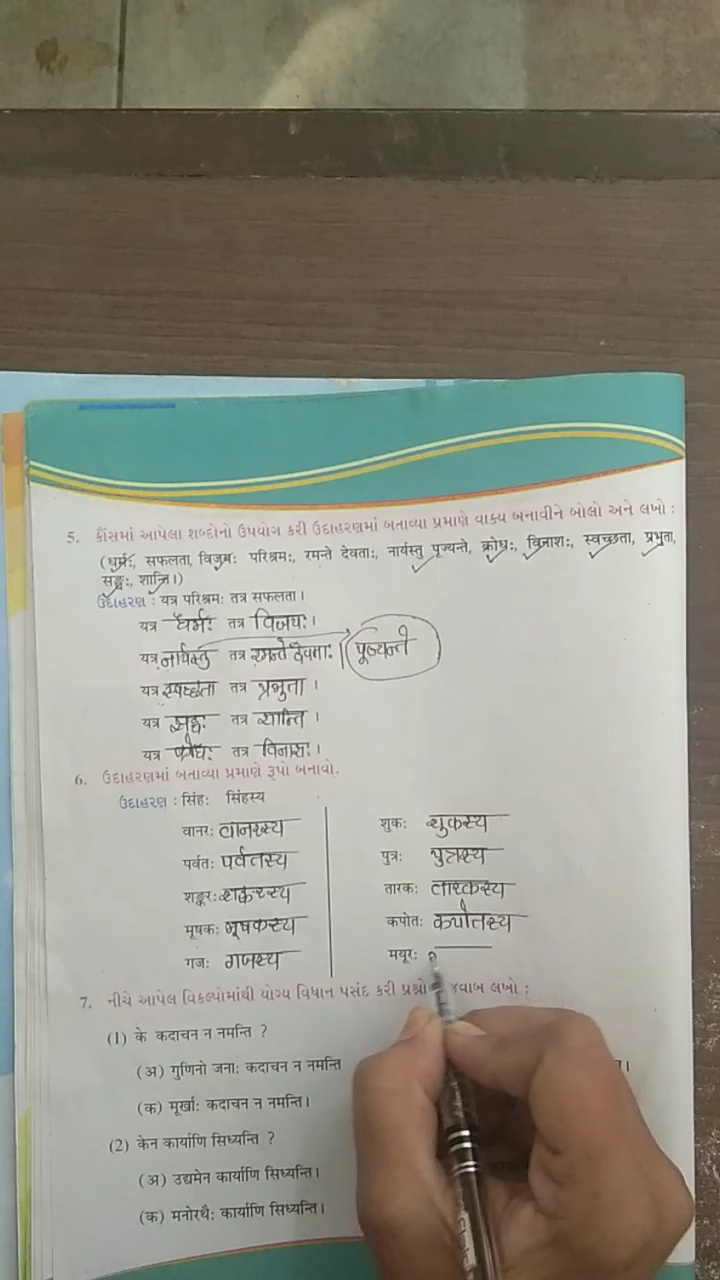 5. કૌંસમાં આપેલા શબ્દોનો ઉપયોગ કરી ઉદાહરણમાં બતાવ્યા પ્રમાણે વાક્ય બનાવીને બોલો અને લખો :
(धर्मः, सफलता, विजयः परिश्रमः, रमन्ते देवताः, नार्यस्तु पूज्यन्ते, क्रोधः, विनाशः, स्वच्छता, प्रभुता,
सङ्घः, शान्ति।)
ઉદાહરણ : यत्र परिश्रमः तत्र सफलता।
यत्र धर्मः तत्र विजयः।
यत्र नार्यस्तु तत्र रमन्ते देवताः। पूज्यन्ते
यत्र स्वच्छता तत्र प्रभुता ।
यत्र सङ्घः तत्र शान्ति ।
यत्र क्रोधः तत्र विनाशः।
6. ઉદાહરણમાં બતાવ્યા પ્રમાણે રૂપો બનાવો.
ઉદાહરણ : सिंहः सिंहस्य
वानरः वानरस्य
पर्वतः पर्वतस्य
शङ्करः शङ्करस्य
मूषकः मूषकस्य
गजः गजस्य
शुकः शुकस्य
पुत्रः पुत्रस्य
तारकः तारकस्य
कपोतः कपोतस्य
मयूरः
7. નીચે આપેલ વિકલ્પોમાંથી યોગ્ય વિધાન પસંદ કરી પ્રશ્નો જવાબ લખો :
(1) के कदाचन न नमन्ति ?
(अ) गुणिनो जनाः कदाचन न नमन्ति
(क) मूर्खाः कदाचन न नमन्ति।
(2) केन कार्याणि सिध्यन्ति ?
(अ) उद्यमेन कार्याणि सिध्यन्ति।
(क) मनोरथैः कार्याणि सिध्यन्ति।